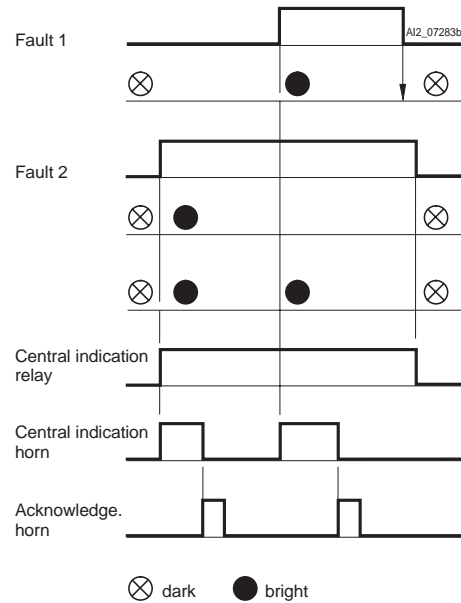 Fault 1
AI2_07283b
Fault 2
Central indication
relay
Central indication
horn
Acknowledge.
horn
dark bright